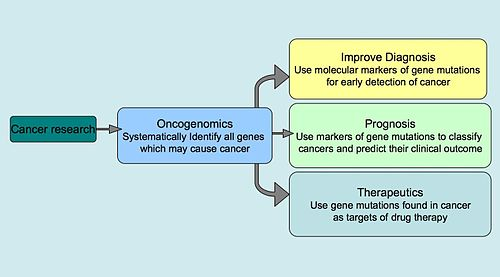 Cancer research
Oncogenomics
Systematically Identify all genes
which may cause cancer
Improve Diagnosis
Use molecular markers of gene mutations
for early detection of cancer
Prognosis
Use markers of gene mutations to classify
cancers and predict their clinical outcome
Therapeutics
Use gene mutations found in cancer
as targets of drug therapy